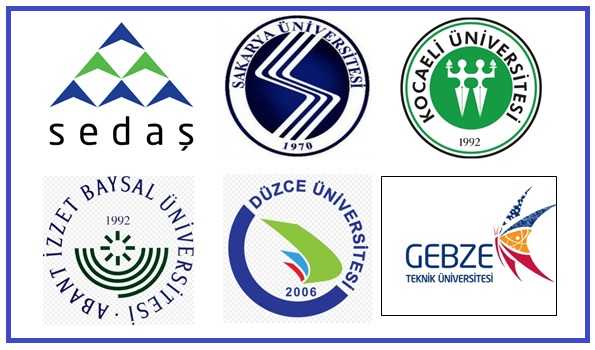 sedaş
SAKARYA ÜNİVERSİTESİ
1970
KOCAELİ ÜNİVERSİTESİ
1992
ABANT İZZET BAYSAL ÜNİVERSİTESİ
1992
DÜZCE ÜNİVERSİTESİ
2006
GEBZE
TEKNİK ÜNİVERSİTESİ